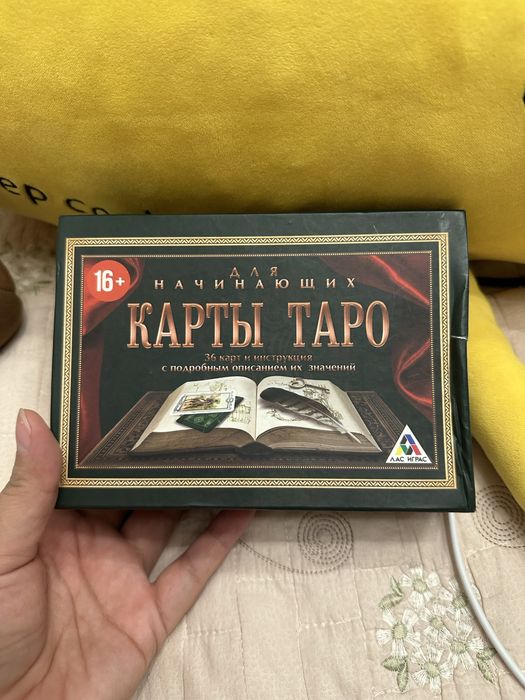 16+
ДЛЯ
НАЧИНАЮЩИХ
КАРТЫ ТАРО
36 карт и инструкция
с подробным описанием их значений
ЛАС ИГРАС